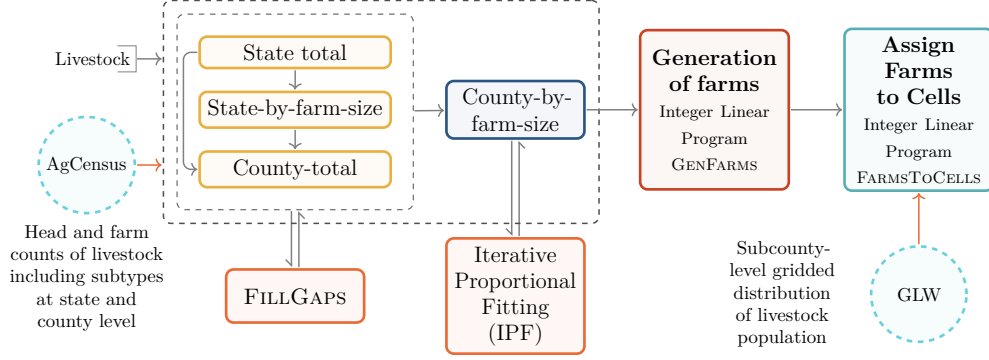 Livestock
AgCensus
Head and farm
counts of livestock
including subtypes
at state and
county level
State total
State-by-farm-size
County-total
FILLGAPS
County-by-
farm-size
Iterative
Proportional
Fitting
(IPF)
Generation
of farms
Integer Linear
Program
GENFARMS
Assign
Farms
to Cells
Integer Linear
Program
FARMSTOCELLS
Subcounty-
level gridded
distribution
of livestock
population
GLW